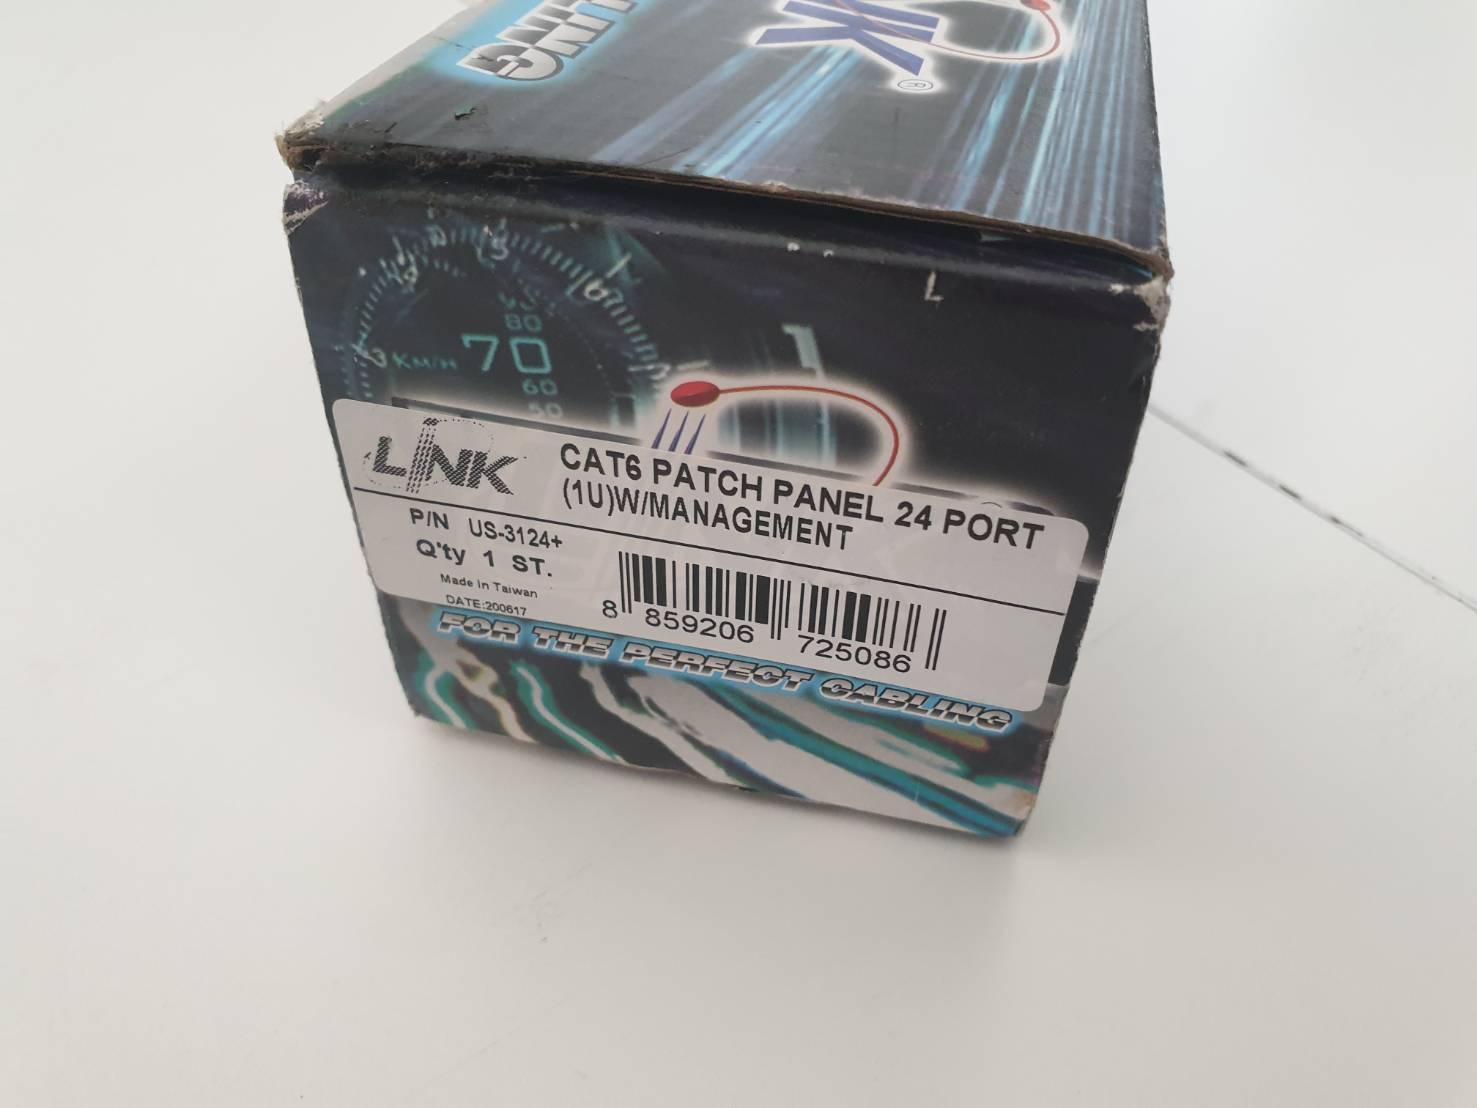 ®
80
KM/H 70
60
50
LINK
CAT6 PATCH PANEL 24 PORT
(1U)W/MANAGEMENT
P/N US-3124+
Q'ty 1 ST.
Made in Taiwan
DATE:200617
8 859206 725086
FOR THE PERFECT CABLING